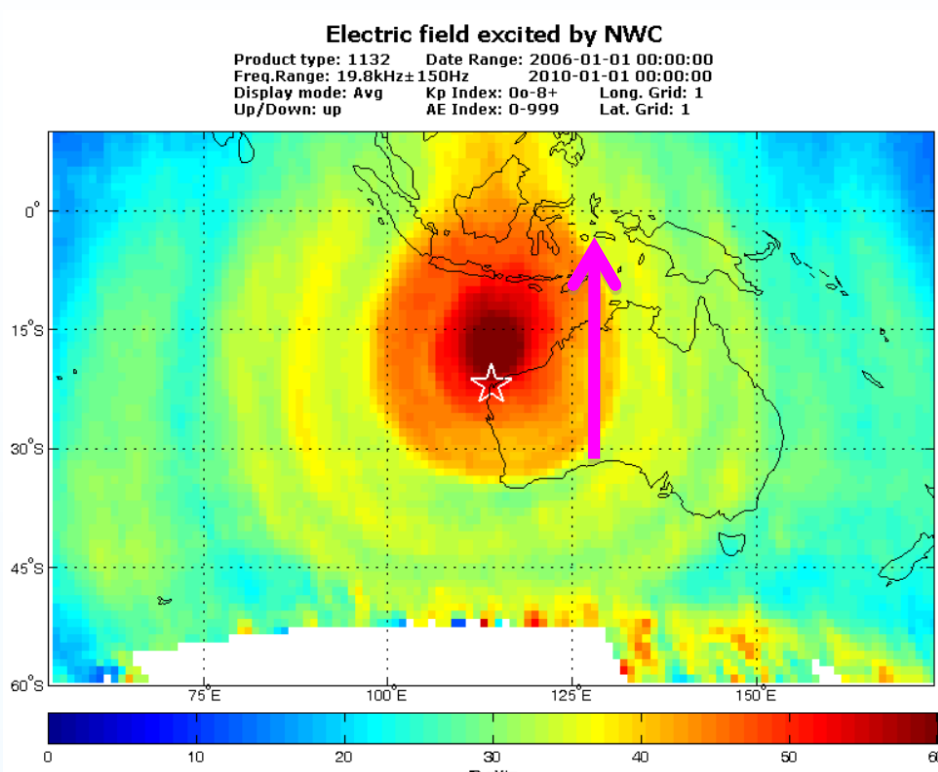 Electric field excited by NWC
Product type: 1132 Date Range: 2006-01-01 00:00:00
Freq.Range: 19.8kHz±150Hz 2010-01-01 00:00:00
Display mode: Avg Kp Index: 0o-8+ Long. Grid: 1
Up/Down: up AE Index: 0-999 Lat. Grid: 1
0°
15°S
30°S
45°S
60°S
75°E 100°E 125°E 150°E
0 10 20 30 40 50